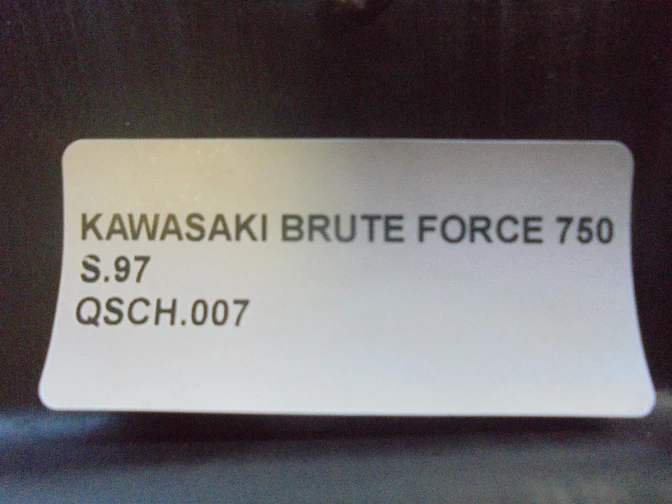 KAWASAKI BRUTE FORCE 750
S.97
QSCH.007